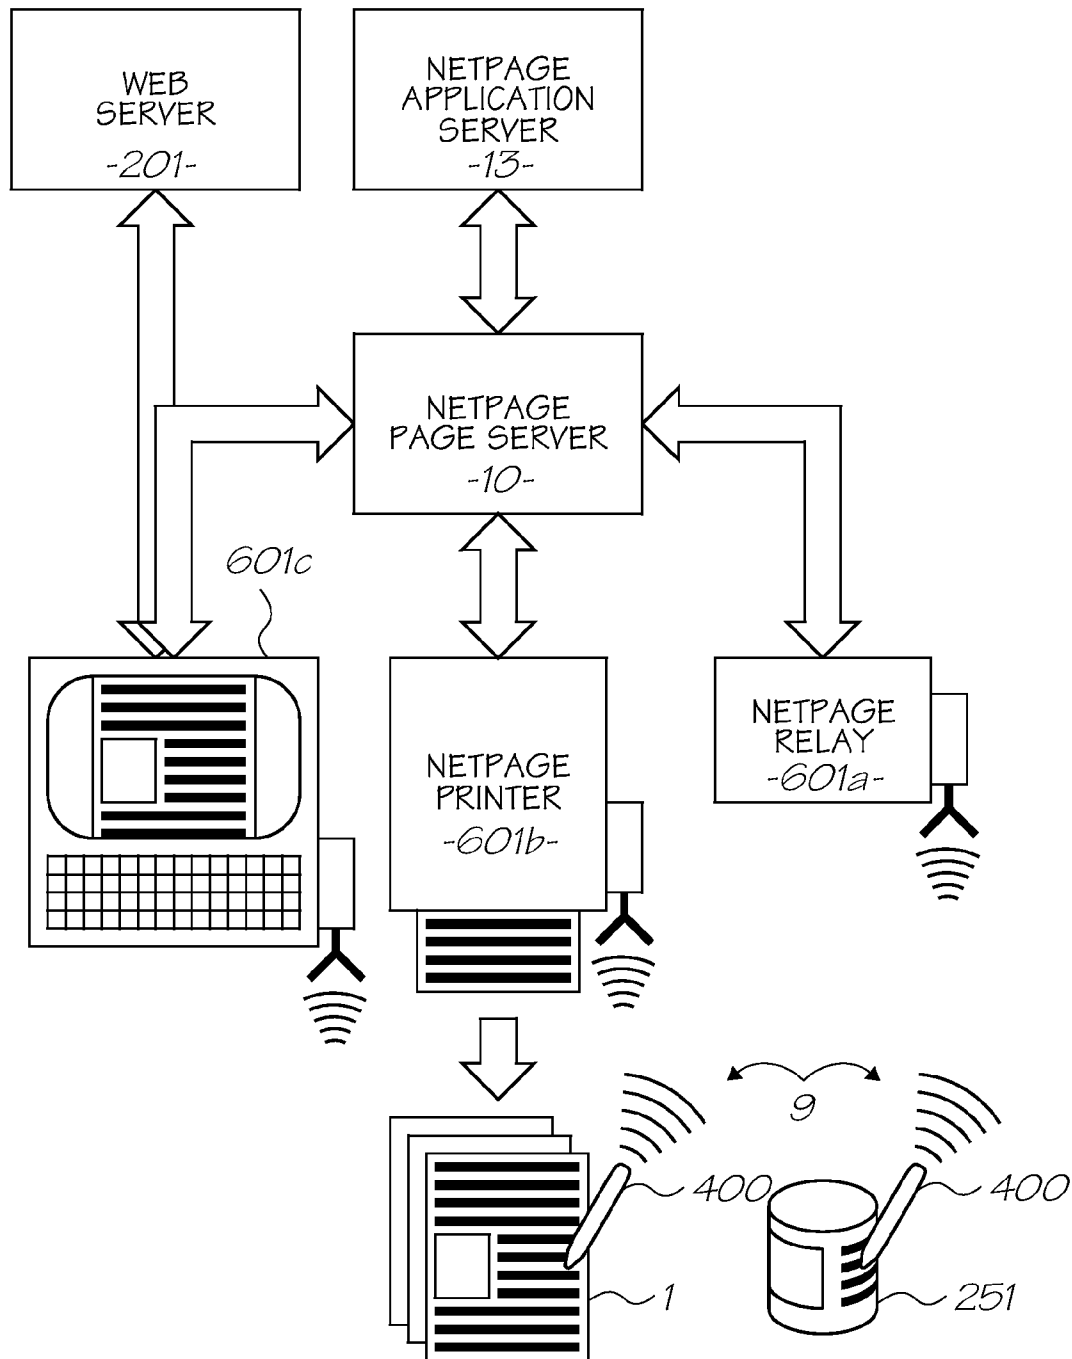 WEB
SERVER
-201-
NETPAGE
APPLICATION
SERVER
-13-
NETPAGE
PAGE SERVER
-10-
601c
NETPAGE
PRINTER
-601b-
NETPAGE
RELAY
-601a-
9
400
400
1
251